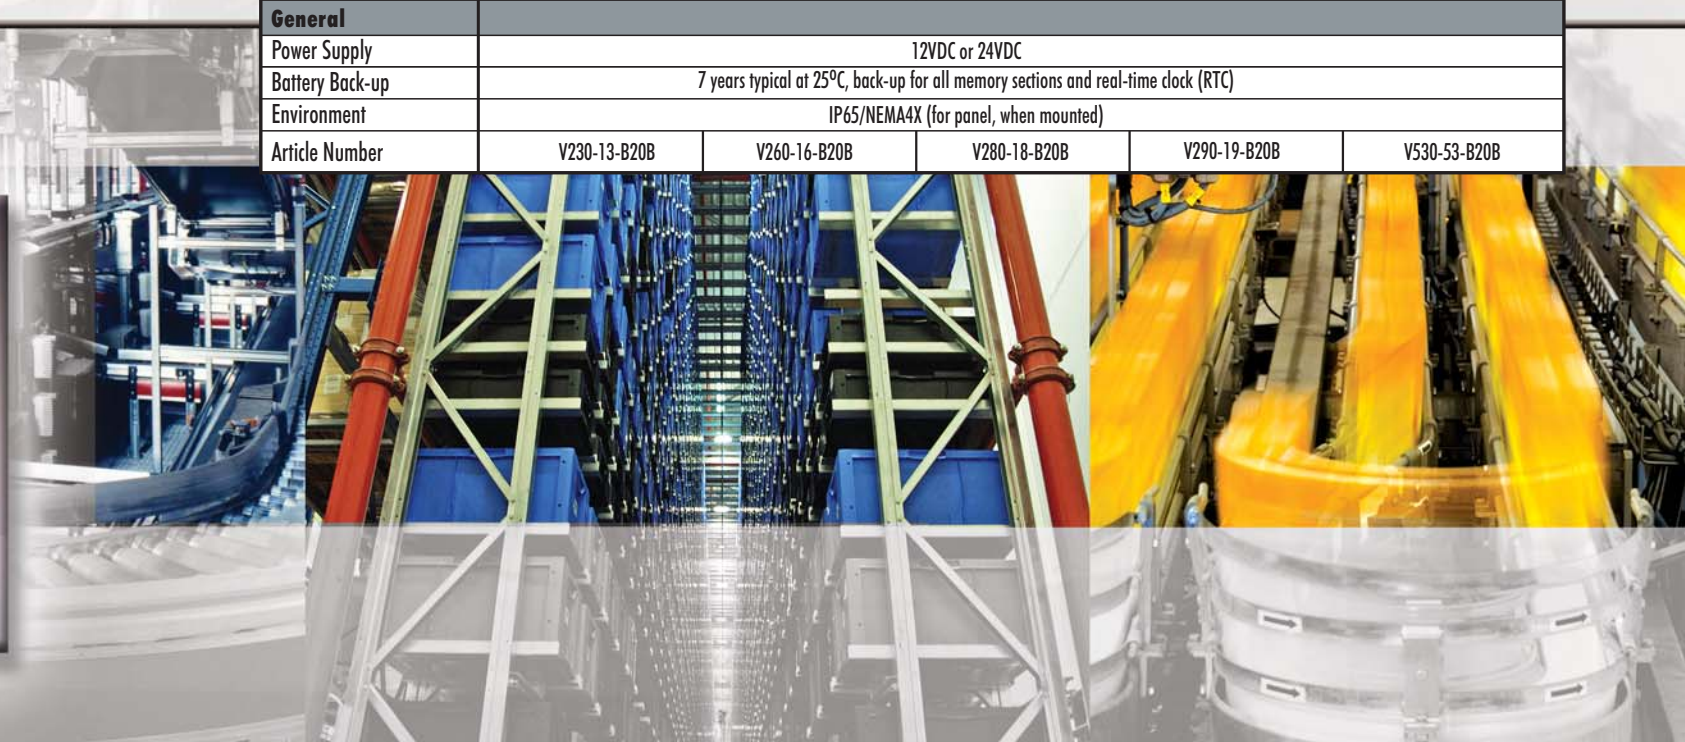 General
Power Supply 12VDC or 24VDC
Battery Back-up 7 years typical at 25ºC, back-up for all memory sections and real-time clock (RTC)
Environment IP65/NEMA4X (for panel, when mounted)
Article Number V230-13-B20B V260-16-B20B V280-18-B20B V290-19-B20B V530-53-B20B